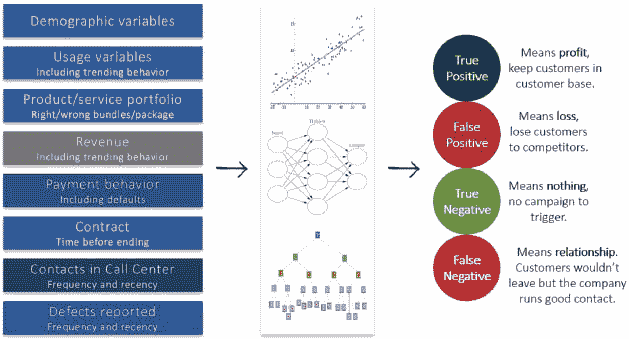 Demographic variables
Usage variables
Including trending behavior
Product/service portfolio
Right/wrong bundles/package
Revenue
Including trending behavior
Payment behavior
Including defaults
Contract
Time before ending
Contacts in Call Center
Frequency and recency
Defects reported
Frequency and recency
True
Positive
Means profit,
keep customers in
customer base.
False
Positive
Means loss,
lose customers
to competitors.
True
Negative
Means nothing,
no campaign to
trigger.
False
Negative
Means relationship.
Customers wouldn't
leave but the company
runs good contact.